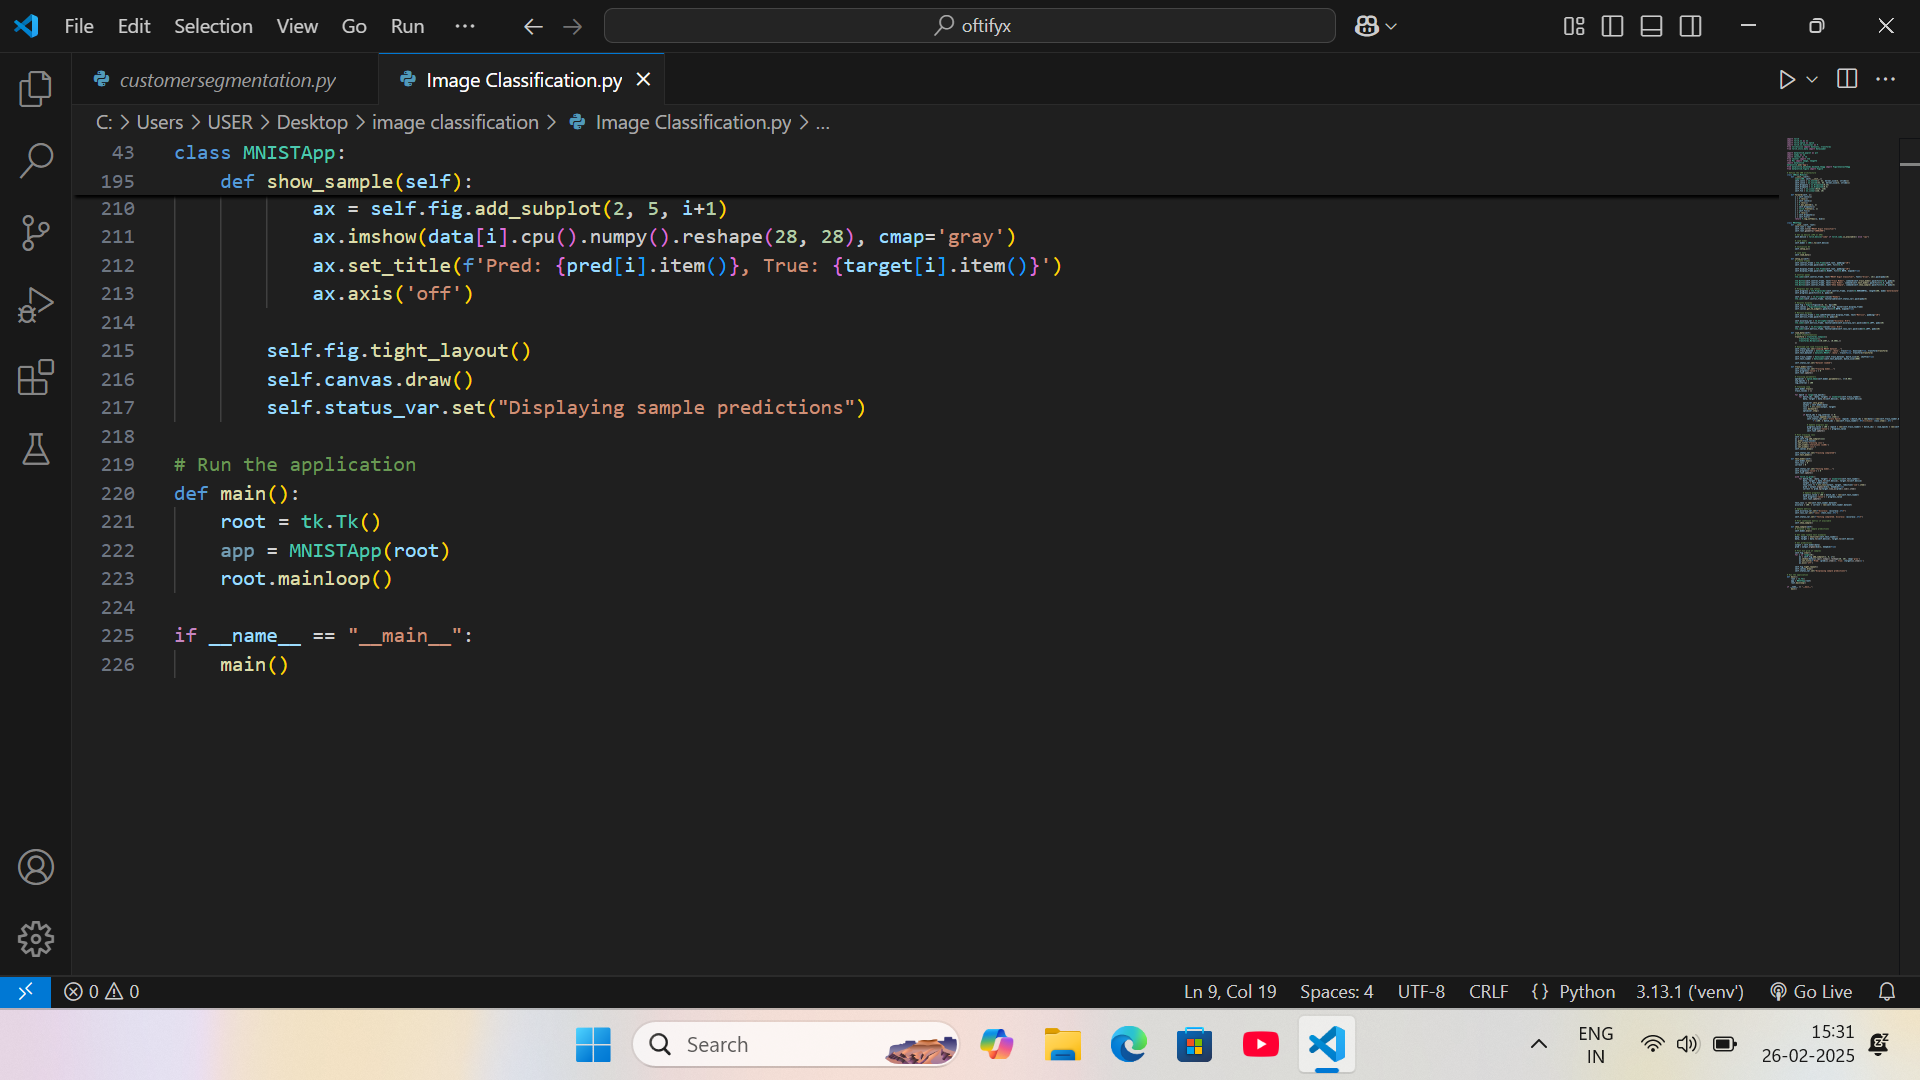 File Edit Selection View Go Run ··· oftifyx
customersegmentation.py Image Classification.py
C: > Users > USER > Desktop > image classification > Image Classification.py > ...
43 class MNISTApp:
195 def show_sample(self):
210 ax = self.fig.add_subplot(2, 5, i+1)
211 ax.imshow(data[i].cpu().numpy().reshape(28, 28), cmap='gray')
212 ax.set_title(f'Pred: {pred[i].item()}, True: {target[i].item()}')
213 ax.axis('off')
214
215 self.fig.tight_layout()
216 self.canvas.draw()
217 self.status_var.set("Displaying sample predictions")
218
219 # Run the application
220 def main():
221 root = tk.Tk()
222 app = MNISTApp(root)
223 root.mainloop()
224
225 if __name__ == "__main__":
226 main()
0 0 Ln 9, Col 19 Spaces: 4 UTF-8 CRLF {} Python 3.13.1 ('venv') Go Live
Search ENG 15:31
IN 26-02-2025